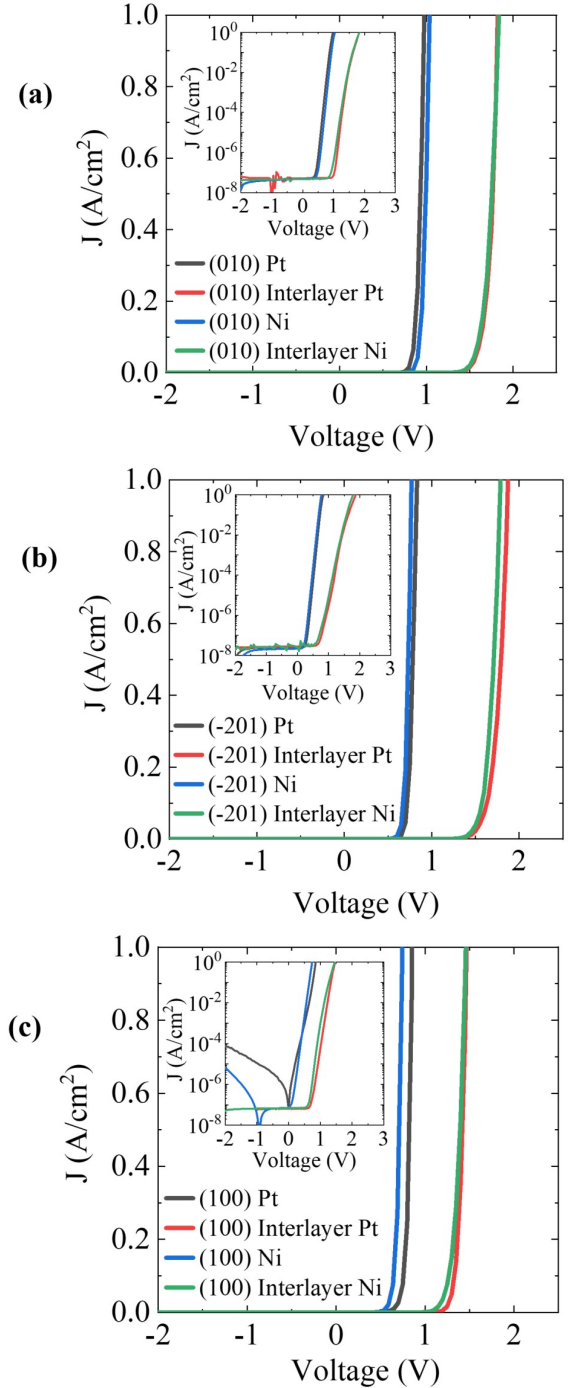 (a)
J (A/cm²)
1.0
0.8
0.6
0.4
0.2
0.0
-2 -1 0 1 2
Voltage (V)
J (A/cm²)
10⁰
10⁻²
10⁻⁴
10⁻⁶
10⁻⁸
-2 -1 0 1 2 3
Voltage (V)
(010) Pt
(010) Interlayer Pt
(010) Ni
(010) Interlayer Ni
(b)
J (A/cm²)
1.0
0.8
0.6
0.4
0.2
0.0
-2 -1 0 1 2
Voltage (V)
J (A/cm²)
10⁰
10⁻²
10⁻⁴
10⁻⁶
10⁻⁸
-2 -1 0 1 2 3
Voltage (V)
(-201) Pt
(-201) Interlayer Pt
(-201) Ni
(-201) Interlayer Ni
(c)
J (A/cm²)
1.0
0.8
0.6
0.4
0.2
0.0
-2 -1 0 1 2
Voltage (V)
J (A/cm²)
10⁰
10⁻²
10⁻⁴
10⁻⁶
10⁻⁸
-2 -1 0 1 2 3
Voltage (V)
(100) Pt
(100) Interlayer Pt
(100) Ni
(100) Interlayer Ni